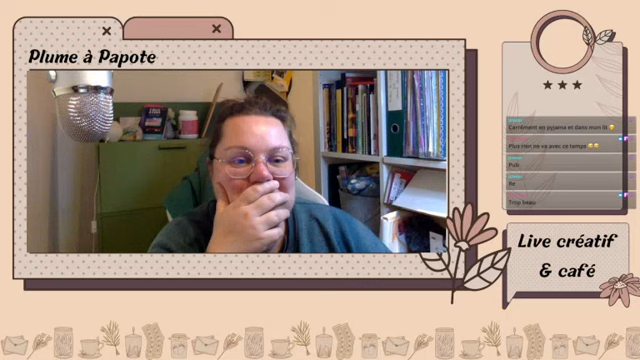 Plume à Papote
Carrément en pyjama et dans mon lit
Plus rien ne va avec ce temps
Pub
Re
Trop beau
Live créatif
& café